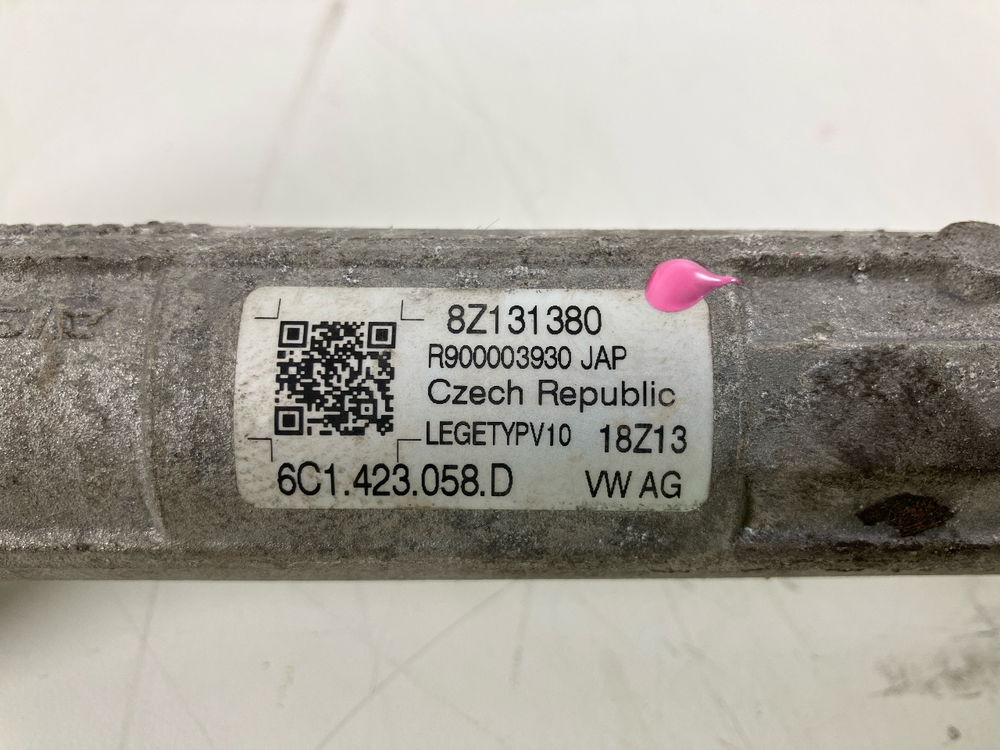 8Z131380
R900003930 JAP
Czech Republic
LEGETYPV10 18Z13
6C1.423.058.D VW AG